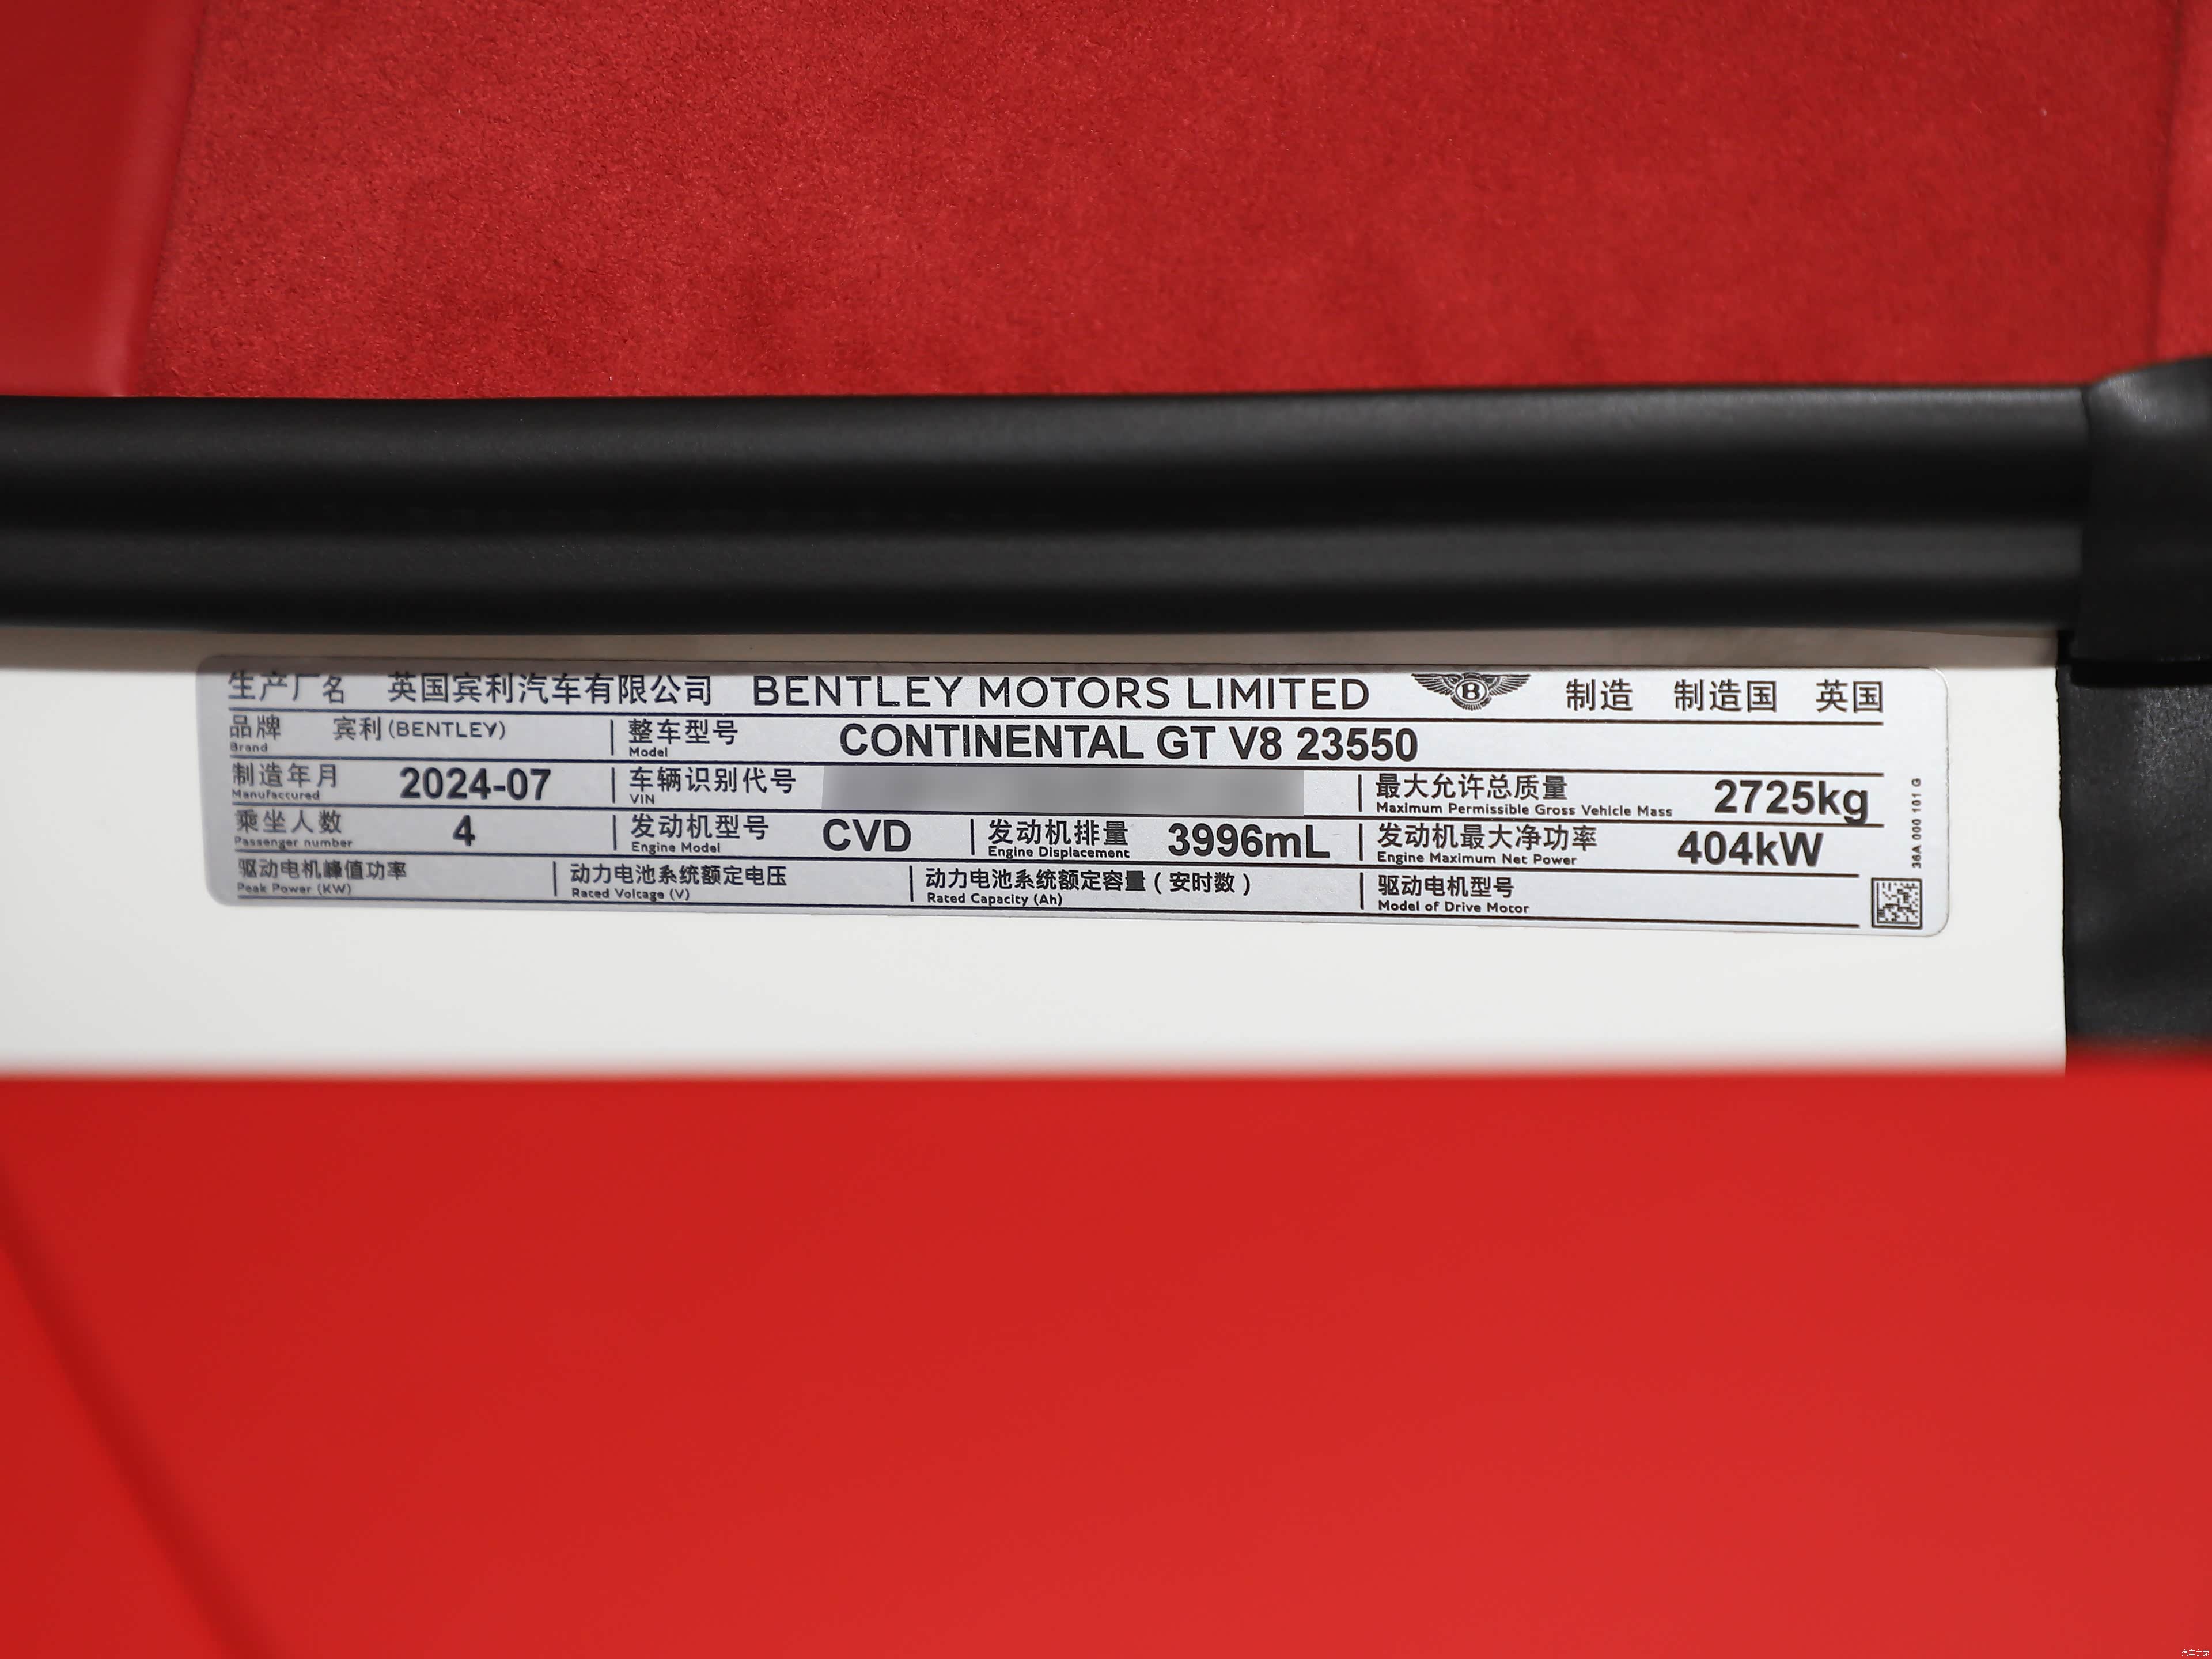 生产厂名 英国宾利汽车有限公司 BENTLEY MOTORS LIMITED B 制造 制造国 英国
品牌 Brand 宾利(BENTLEY) 整车型号 Model CONTINENTAL GT V8 23550
制造年月 Manufactured 2024-07 车辆识别代号 VIN 最大允许总质量 Maximum Permissible Gross Vehicle Mass 2725kg
乘坐人数 Passenger number 4 发动机型号 Engine Model CVD 发动机排量 Engine Displacement 3996mL 发动机最大净功率 Engine Maximum Net Power 404kW
驱动电机峰值功率 Peak Power (KW) 动力电池系统额定电压 Rated Voltage (V) 动力电池系统额定容量(安时数) Rated Capacity (Ah) 驱动电机型号 Model of Drive Motor
36A 000 101 G
汽车之家